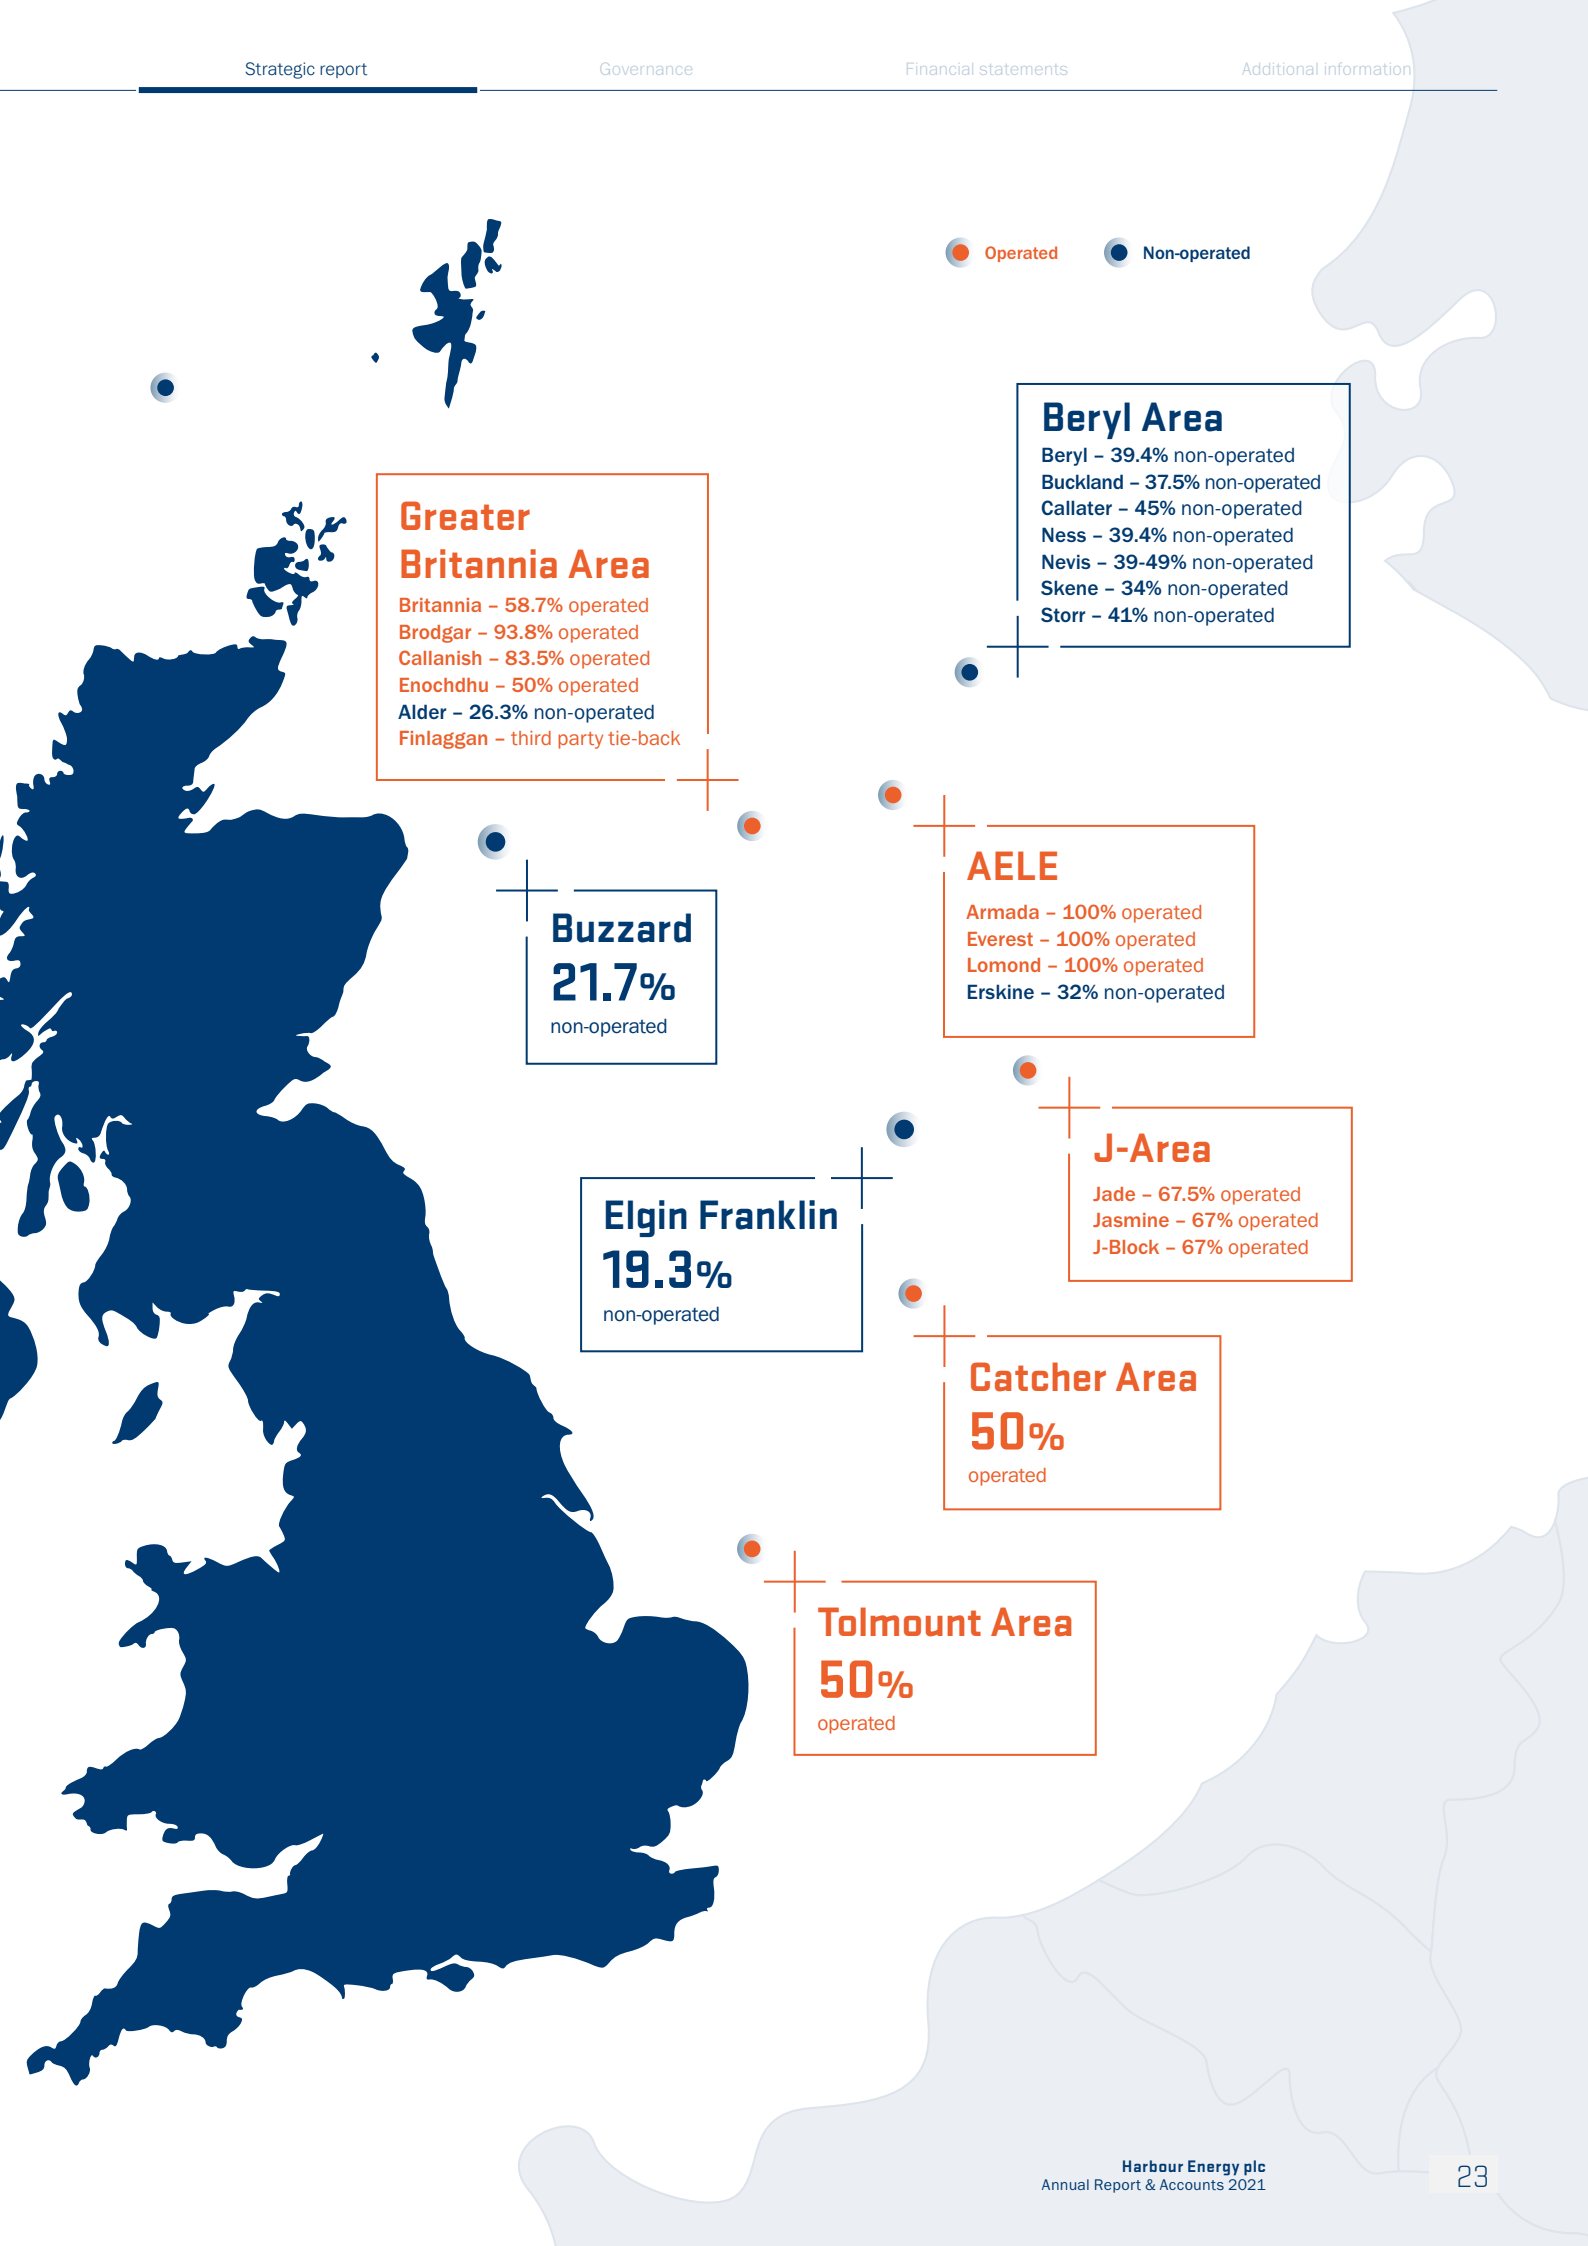 Strategic report
Governance
Financial statements
Additional information
Operated
Non-operated
Beryl Area
Beryl – 39.4% non-operated
Buckland – 37.5% non-operated
Callater – 45% non-operated
Ness – 39.4% non-operated
Nevis – 39-49% non-operated
Skene – 34% non-operated
Storr – 41% non-operated
Greater
Britannia Area
Britannia – 58.7% operated
Brodgar – 93.8% operated
Callanish – 83.5% operated
Enochdhu – 50% operated
Alder – 26.3% non-operated
Finlaggan – third party tie-back
AELE
Armada – 100% operated
Everest – 100% operated
Lomond – 100% operated
Erskine – 32% non-operated
Buzzard
21.7%
non-operated
J-Area
Jade – 67.5% operated
Jasmine – 67% operated
J-Block – 67% operated
Elgin Franklin
19.3%
non-operated
Catcher Area
50%
operated
Tolmount Area
50%
operated
Harbour Energy plc
Annual Report & Accounts 2021
23